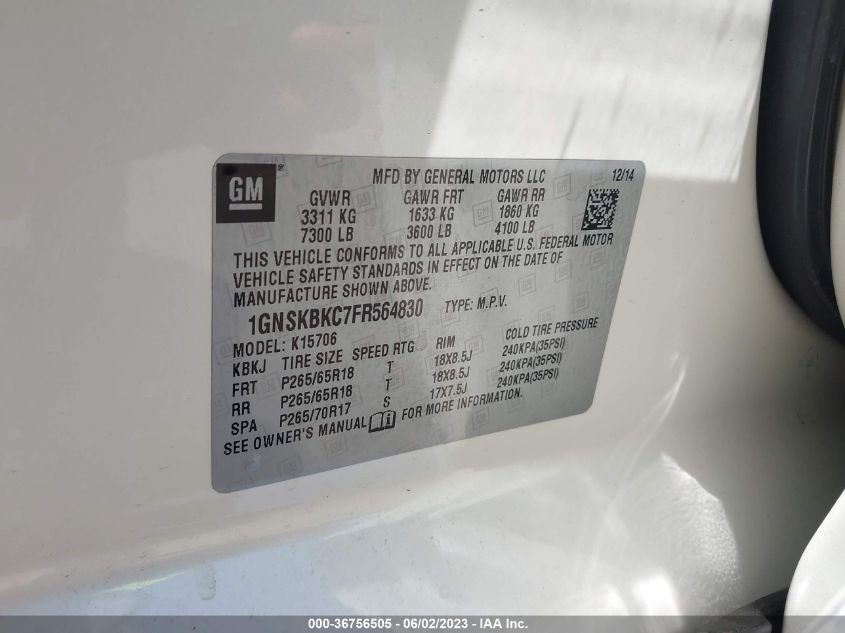 GM ®
MFD BY GENERAL MOTORS LLC 12/14
GVWR GAWR FRT GAWR RR
3311 KG 1633 KG 1860 KG
7300 LB 3600 LB 4100 LB
THIS VEHICLE CONFORMS TO ALL APPLICABLE U.S. FEDERAL MOTOR
VEHICLE SAFETY STANDARDS IN EFFECT ON THE DATE OF
MANUFACTURE SHOWN ABOVE.
1GNSKBKC7FR564830 TYPE: M.P.V.
MODEL: K15706
KBKJ TIRE SIZE SPEED RTG RIM COLD TIRE PRESSURE
FRT P265/65R18 T 18X8.5J 240KPA(35PSI)
RR P265/65R18 T 18X8.5J 240KPA(35PSI)
SPA P265/70R17 S 17X7.5J 240KPA(35PSI)
SEE OWNER'S MANUAL FOR MORE INFORMATION.
000-36756505 - 06/02/2023 - IAA Inc.